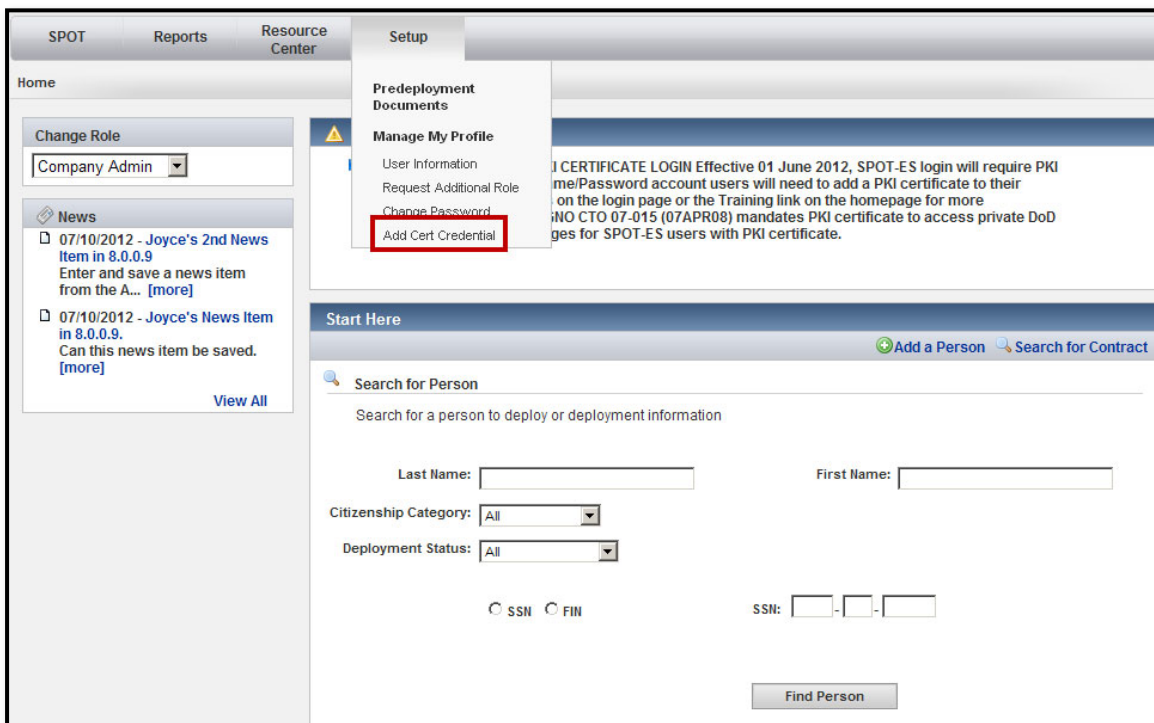 SPOT
Reports
Resource
Center
Setup
Home
Predeployment
Documents
Manage My Profile
User Information
Request Additional Role
Change Password
Add Cert Credential
Change Role
Company Admin
News
07/10/2012 - Joyce's 2nd News
Item in 8.0.0.9
Enter and save a news item
from the A... [more]
07/10/2012 - Joyce's News Item
in 8.0.0.9.
Can this news item be saved.
[more]
View All
CERTIFICATE LOGIN Effective 01 June 2012, SPOT-ES login will require PKI
me/Password account users will need to add a PKI certificate to their
on the login page or the Training link on the homepage for more
NO CTO 07-015 (07APR08) mandates PKI certificate to access private DoD
ges for SPOT-ES users with PKI certificate.
Start Here
Add a Person Search for Contract
Search for Person
Search for a person to deploy or deployment information
Last Name: First Name:
Citizenship Category: All
Deployment Status: All
SSN FIN SSN: - -
Find Person